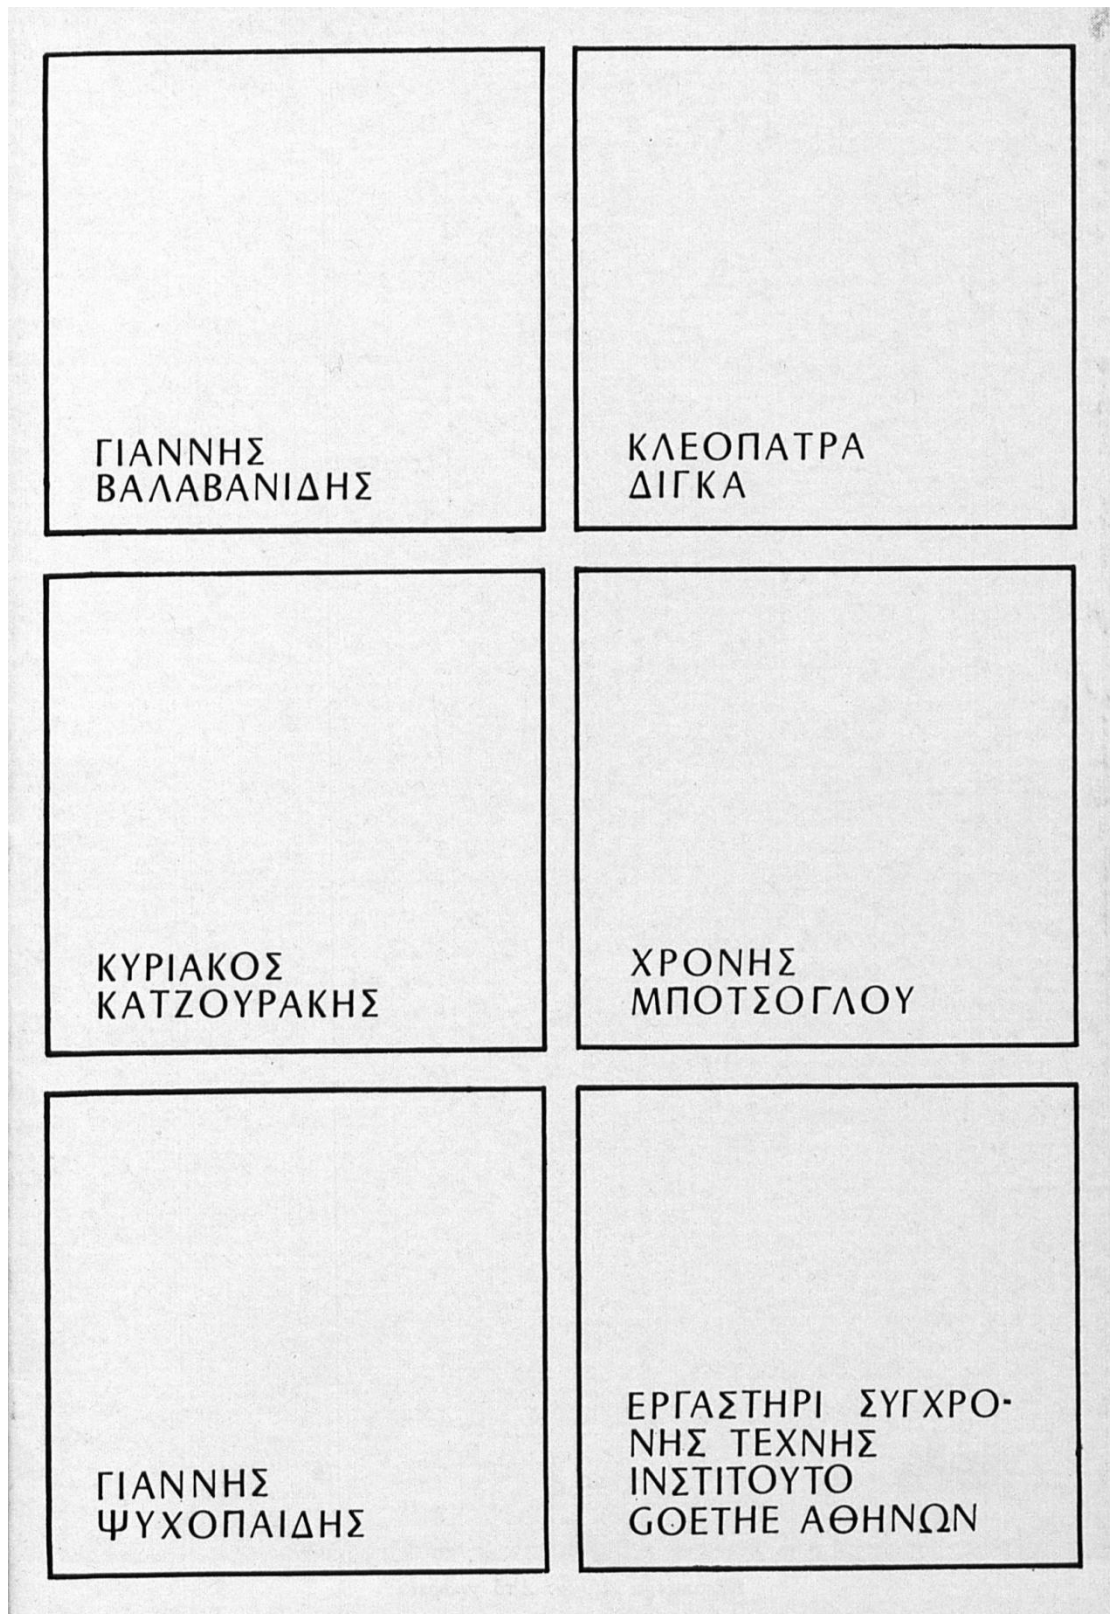 ΓΙΑΝΝΗΣ
ΒΑΛΑΒΑΝΙΔΗΣ
ΚΛΕΟΠΑΤΡΑ
ΔΙΓΚΑ
ΚΥΡΙΑΚΟΣ
ΚΑΤΖΟΥΡΑΚΗΣ
ΧΡΟΝΗΣ
ΜΠΟΤΣΟΓΛΟΥ
ΓΙΑΝΝΗΣ
ΨΥΧΟΠΑΙΔΗΣ
ΕΡΓΑΣΤΗΡΙ ΣΥΓΧΡΟ-
ΝΗΣ ΤΕΧΝΗΣ
ΙΝΣΤΙΤΟΥΤΟ
GOETHE ΑΘΗΝΩΝ